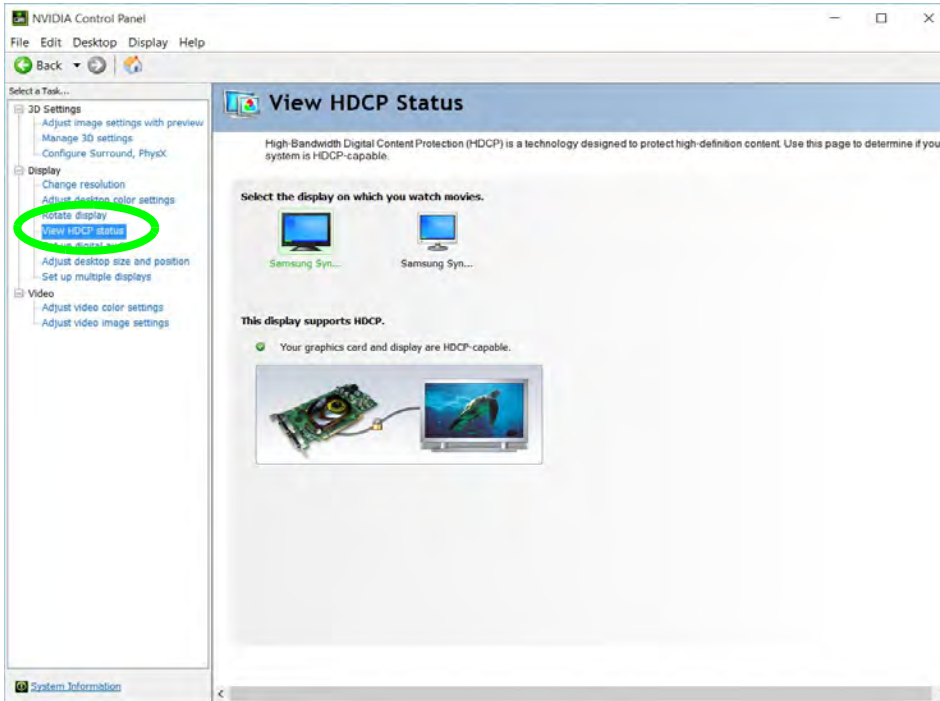 NVIDIA Control Panel
File Edit Desktop Display Help
Back
Select a Task...
3D Settings
Adjust image settings with preview
Manage 3D settings
Configure Surround, PhysX
Display
Change resolution
Adjust desktop color settings
Rotate display
View HDCP status
Set up digital audio
Adjust desktop size and position
Set up multiple displays
Video
Adjust video color settings
Adjust video image settings
System Information
View HDCP Status
High-Bandwidth Digital Content Protection (HDCP) is a technology designed to protect high-definition content. Use this page to determine if you
system is HDCP-capable.
Select the display on which you watch movies.
Samsung Syn... Samsung Syn...
This display supports HDCP.
Your graphics card and display are HDCP-capable.